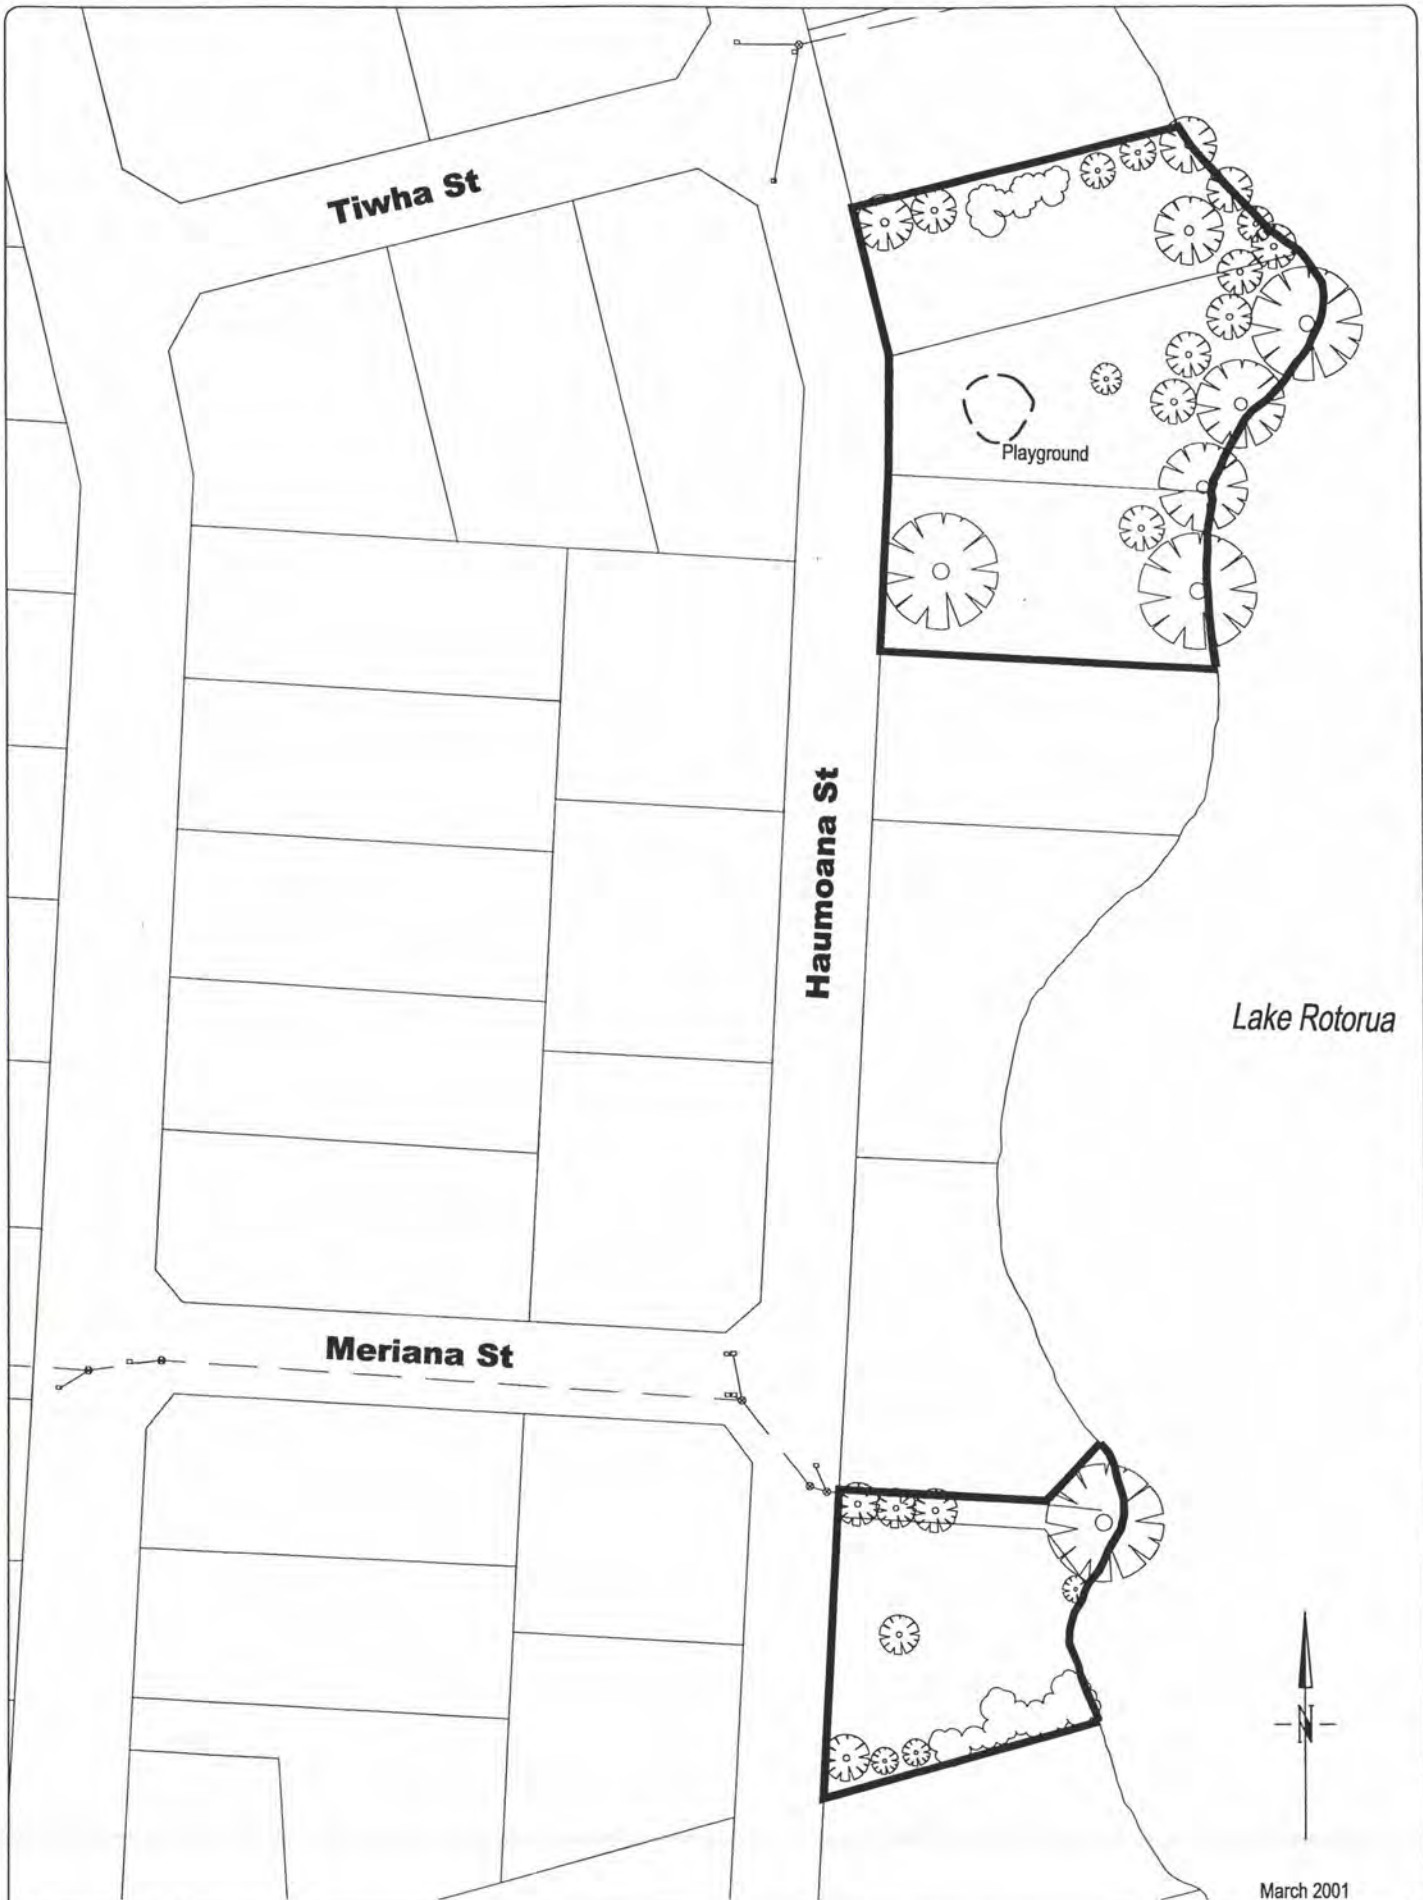 Tiwha St
Playground
Haumoana St
Lake Rotorua
Meriana St
N
March 2001